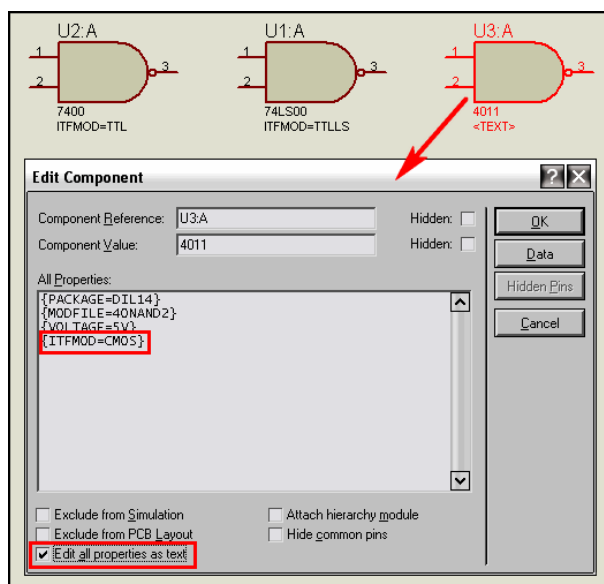 U2:A U1:A U3:A
1 3 1 3 1 3
2 2 2
7400 74LS00 4011
ITFMOD=TTL ITFMOD=TTLLS <TEXT>
Edit Component
Component Reference: U3:A Hidden: OK
Component Value: 4011 Hidden: Data
All Properties: Hidden Pins
{PACKAGE=DIL14}
{MODFILE=40NAND2}
{VOLTAGE=5V}
{ITFMOD=CMOS}
Cancel
Exclude from Simulation Attach hierarchy module
Exclude from PCB Layout Hide common pins
Edit all properties as text